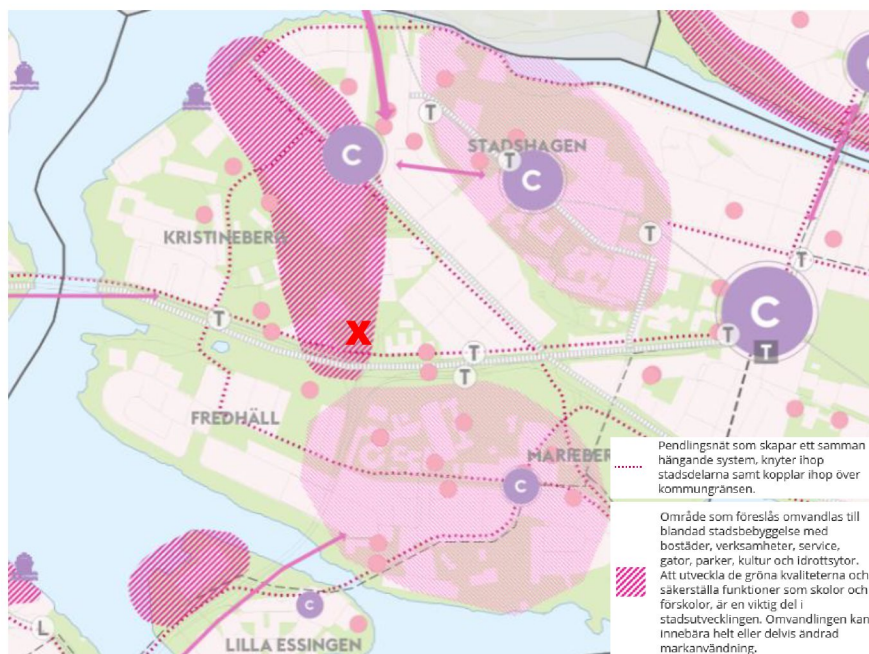 C
T
STADSHAGEN
T
C
KRISTINEBERG
T
T
T
C
T
T
T
T
X
FREDHÄLL
MARIEBER
C
C
L
LILLA ESSINGEN
Pendlingsnät som skapar ett samman
hängande system, knyter ihop
stadsdelarna samt kopplar ihop över
kommungränsen.
Område som föreslås omvandlas till
blandad stadsbebyggelse med
bostäder, verksamheter, service,
gator, parker, kultur och idrottsytor.
Att utveckla de gröna kvaliteterna och
säkerställa funktioner som skolor och
förskolor, är en viktig del i
stadsutvecklingen. Omvandlingen kan
innebära helt eller delvis ändrad
markanvändning.